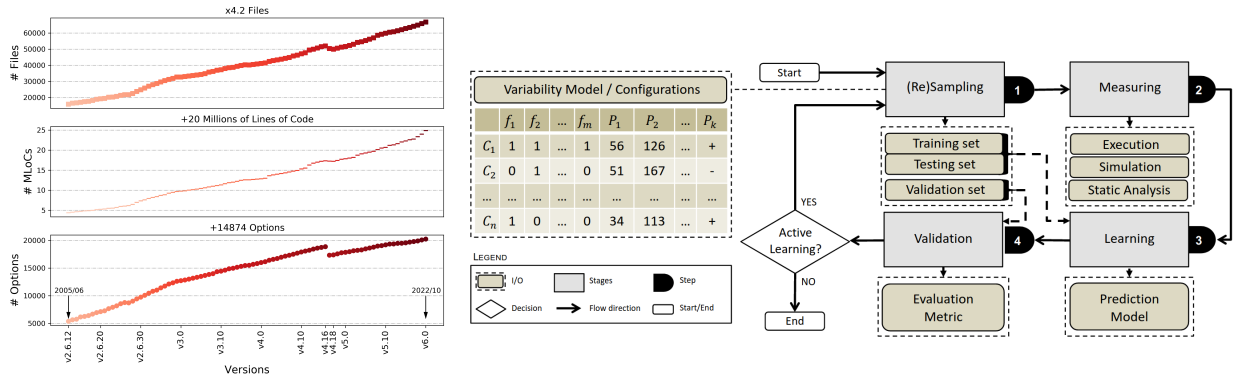 x4.2 Files
# Files
60000
50000
40000
30000
20000
+20 Millions of Lines of Code
# MLoCs
25
20
15
10
5
+14874 Options
# Options
20000
15000
10000
5000
2005/06
2022/10
v2.6.12
v2.6.20
v2.6.30
v3.0
v3.10
v4.0
v4.10
v4.16
v4.18
v5.0
v5.10
v6.0
Versions
Variability Model / Configurations
f1 f2 ... fm P1 P2 ... Pk
C1 1 1 ... 1 56 126 ... +
C2 0 1 ... 0 51 167 ... -
... ... ... ... ... ... ...
Cn 1 0 ... 0 34 113 ... +
LEGEND
I/O
Stages
Step
Decision
Flow direction
Start/End
Start
(Re)Sampling
1
Measuring
2
Training set
Testing set
Validation set
Execution
Simulation
Static Analysis
YES
Active
Learning?
NO
End
Validation
4
Learning
3
Evaluation
Metric
Prediction
Model